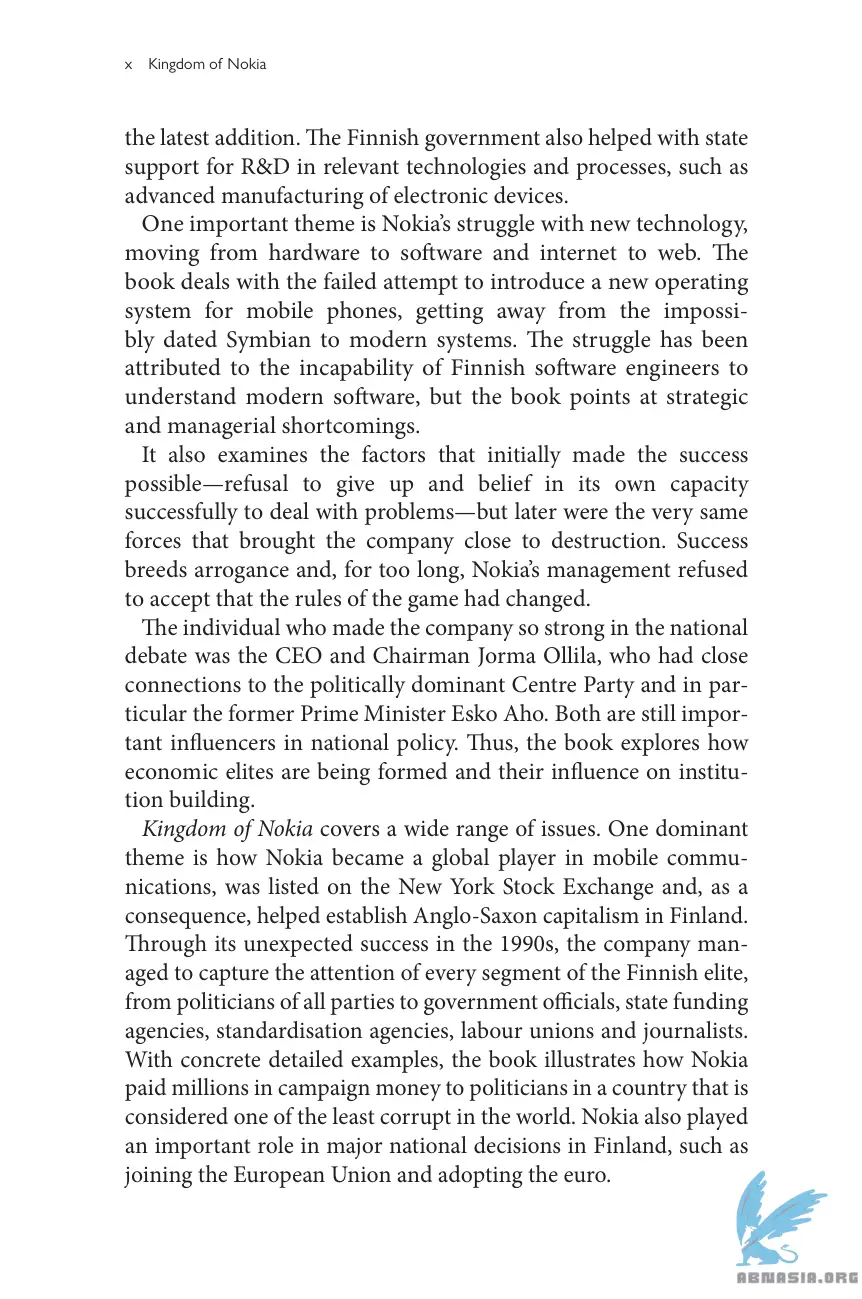 x Kingdom of Nokia
the latest addition. The Finnish government also helped with state
support for R&D in relevant technologies and processes, such as
advanced manufacturing of electronic devices.
One important theme is Nokia’s struggle with new technology,
moving from hardware to software and internet to web. The
book deals with the failed attempt to introduce a new operating
system for mobile phones, getting away from the impossi-
bly dated Symbian to modern systems. The struggle has been
attributed to the incapability of Finnish software engineers to
understand modern software, but the book points at strategic
and managerial shortcomings.
It also examines the factors that initially made the success
possible—refusal to give up and belief in its own capacity
successfully to deal with problems—but later were the very same
forces that brought the company close to destruction. Success
breeds arrogance and, for too long, Nokia’s management refused
to accept that the rules of the game had changed.
The individual who made the company so strong in the national
debate was the CEO and Chairman Jorma Ollila, who had close
connections to the politically dominant Centre Party and in par-
ticular the former Prime Minister Esko Aho. Both are still impor-
tant influencers in national policy. Thus, the book explores how
economic elites are being formed and their influence on institu-
tion building.
Kingdom of Nokia covers a wide range of issues. One dominant
theme is how Nokia became a global player in mobile commu-
nications, was listed on the New York Stock Exchange and, as a
consequence, helped establish Anglo-Saxon capitalism in Finland.
Through its unexpected success in the 1990s, the company man-
aged to capture the attention of every segment of the Finnish elite,
from politicians of all parties to government officials, state funding
agencies, standardisation agencies, labour unions and journalists.
With concrete detailed examples, the book illustrates how Nokia
paid millions in campaign money to politicians in a country that is
considered one of the least corrupt in the world. Nokia also played
an important role in major national decisions in Finland, such as
joining the European Union and adopting the euro.
ABNASIA.ORG